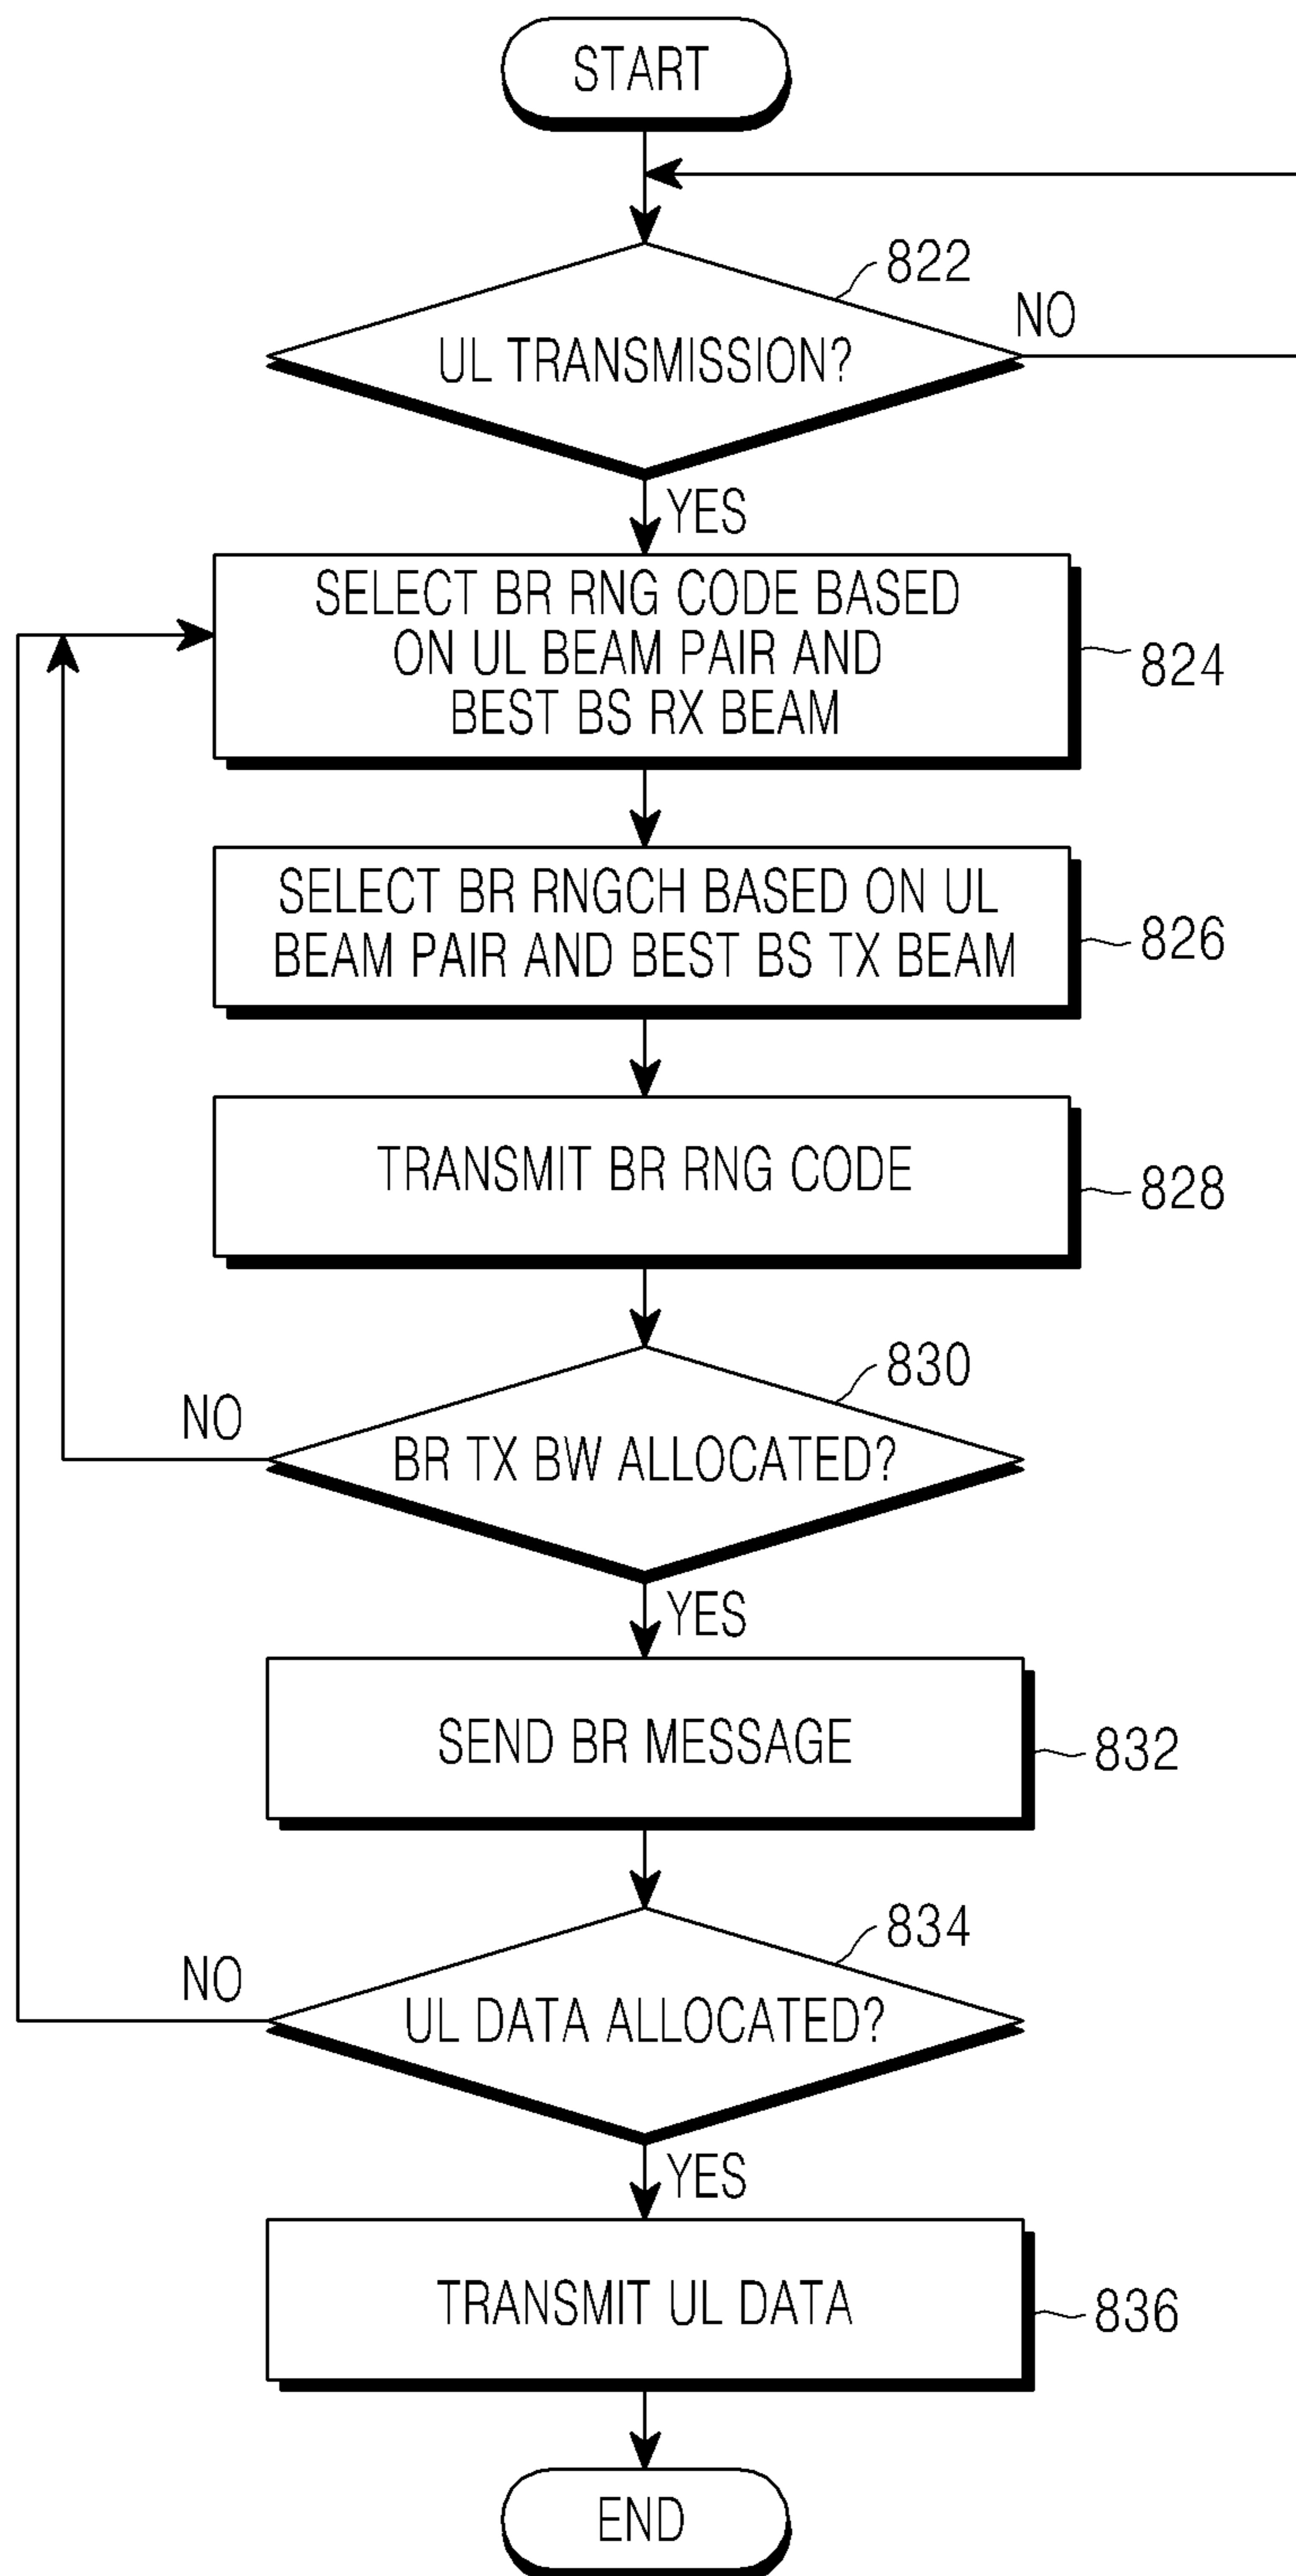 START
822
NO
UL TRANSMISSION?
YES
SELECT BR RNG CODE BASED
ON UL BEAM PAIR AND
BEST BS RX BEAM
824
SELECT BR RNGCH BASED ON UL
BEAM PAIR AND BEST BS TX BEAM
826
TRANSMIT BR RNG CODE
828
830
NO
BR TX BW ALLOCATED?
YES
SEND BR MESSAGE
832
834
NO
UL DATA ALLOCATED?
YES
TRANSMIT UL DATA
836
END